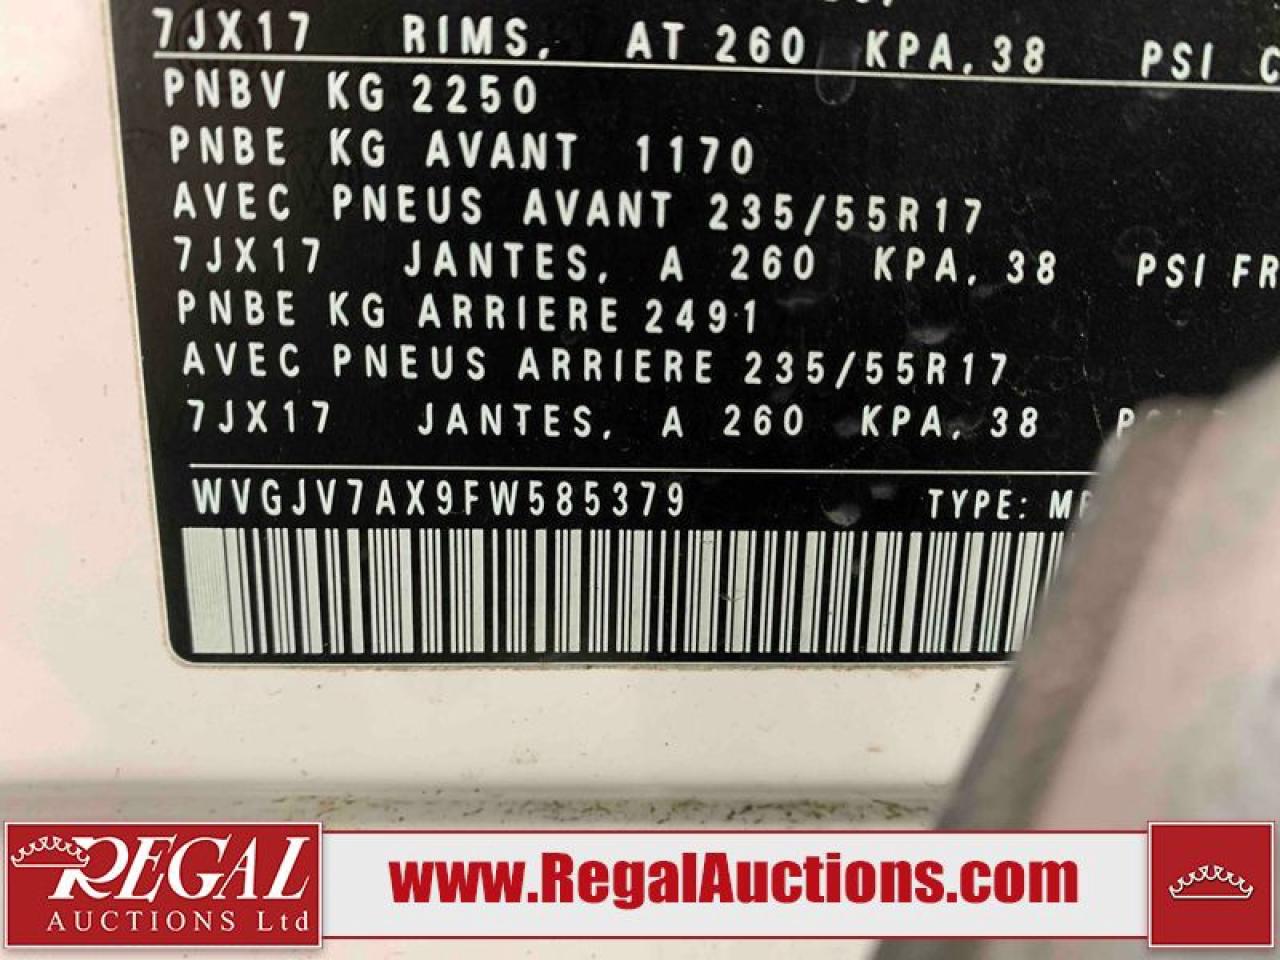 7JX17 RIMS, AT 260 KPA, 38 PSI C
PNBV KG 2250
PNBE KG AVANT 1170
AVEC PNEUS AVANT 235/55R17
7JX17 JANTES, A 260 KPA, 38 PSI FR
PNBE KG ARRIERE 2491
AVEC PNEUS ARRIERE 235/55R17
7JX17 JANTES, A 260 KPA, 38
WVGJV7AX9FW585379 TYPE:
REGAL
AUCTIONS Ltd
www.RegalAuctions.com